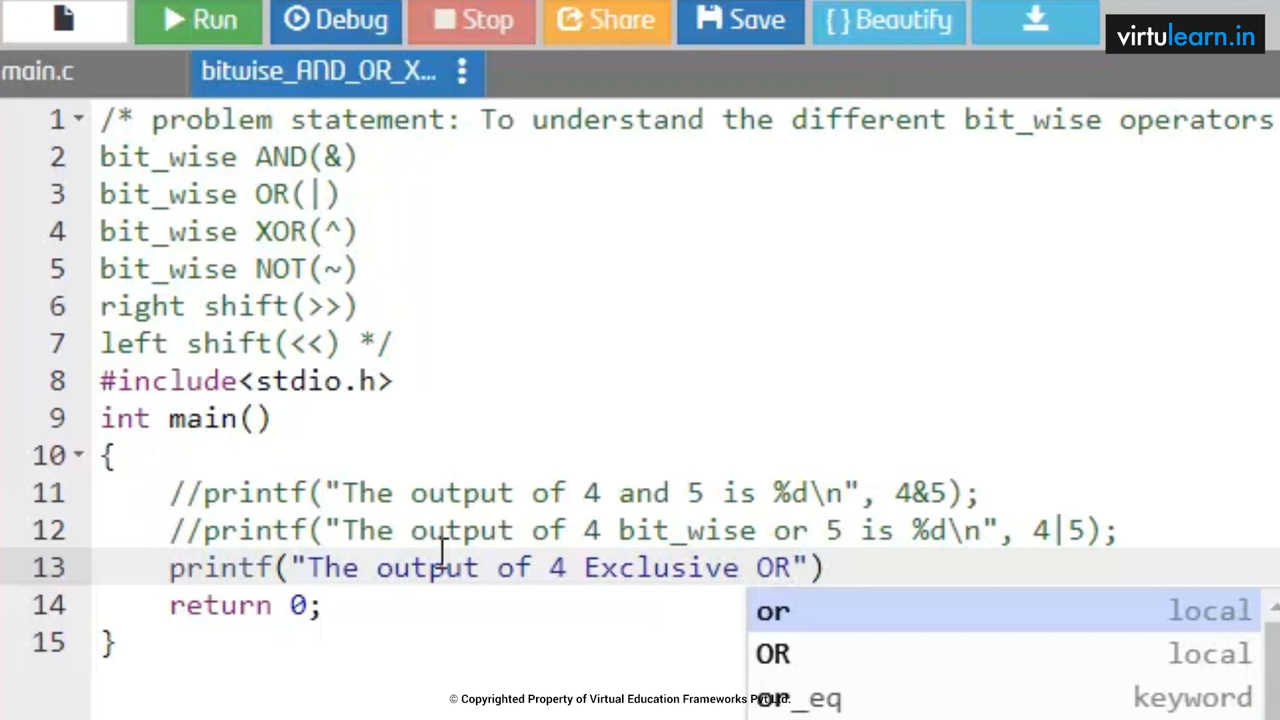 Run Debug Stop Share Save { } Beautify
virtulearn.in
main.c bitwise_AND_OR_X...
1 /* problem statement: To understand the different bit_wise operators
2 bit_wise AND(&)
3 bit_wise OR(|)
4 bit_wise XOR(^)
5 bit_wise NOT(~)
6 right shift(>>)
7 left shift(<<) */
8 #include<stdio.h>
9 int main()
10 {
11 //printf("The output of 4 and 5 is %d\n", 4&5);
12 //printf("The output of 4 bit_wise or 5 is %d\n", 4|5);
13 printf("The output of 4 Exclusive OR")
14 return 0;
15 }
or local
OR local
or_eq keyword
© Copyrighted Property of Virtual Education Frameworks Pvt Ltd.